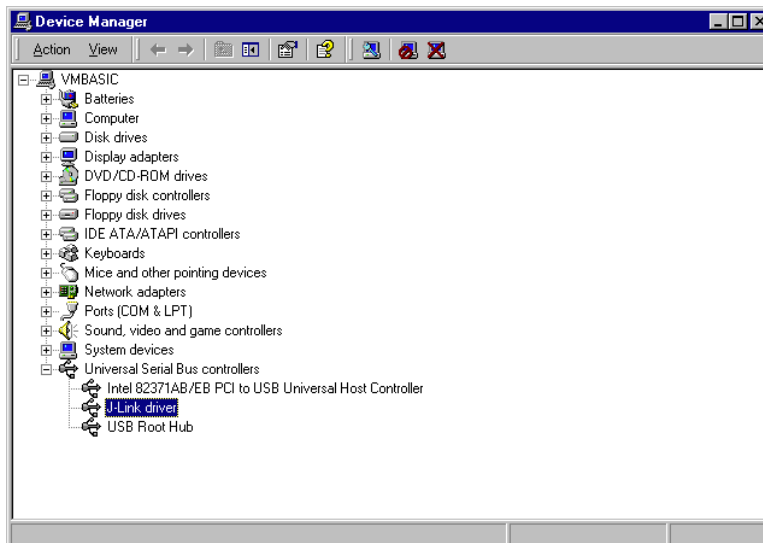 Device Manager
Action View
VMBASIC
Batteries
Computer
Disk drives
Display adapters
DVD/CD-ROM drives
Floppy disk controllers
Floppy disk drives
IDE ATA/ATAPI controllers
Keyboards
Mice and other pointing devices
Network adapters
Ports (COM & LPT)
Sound, video and game controllers
System devices
Universal Serial Bus controllers
Intel 82371AB/EB PCI to USB Universal Host Controller
J-Link driver
USB Root Hub